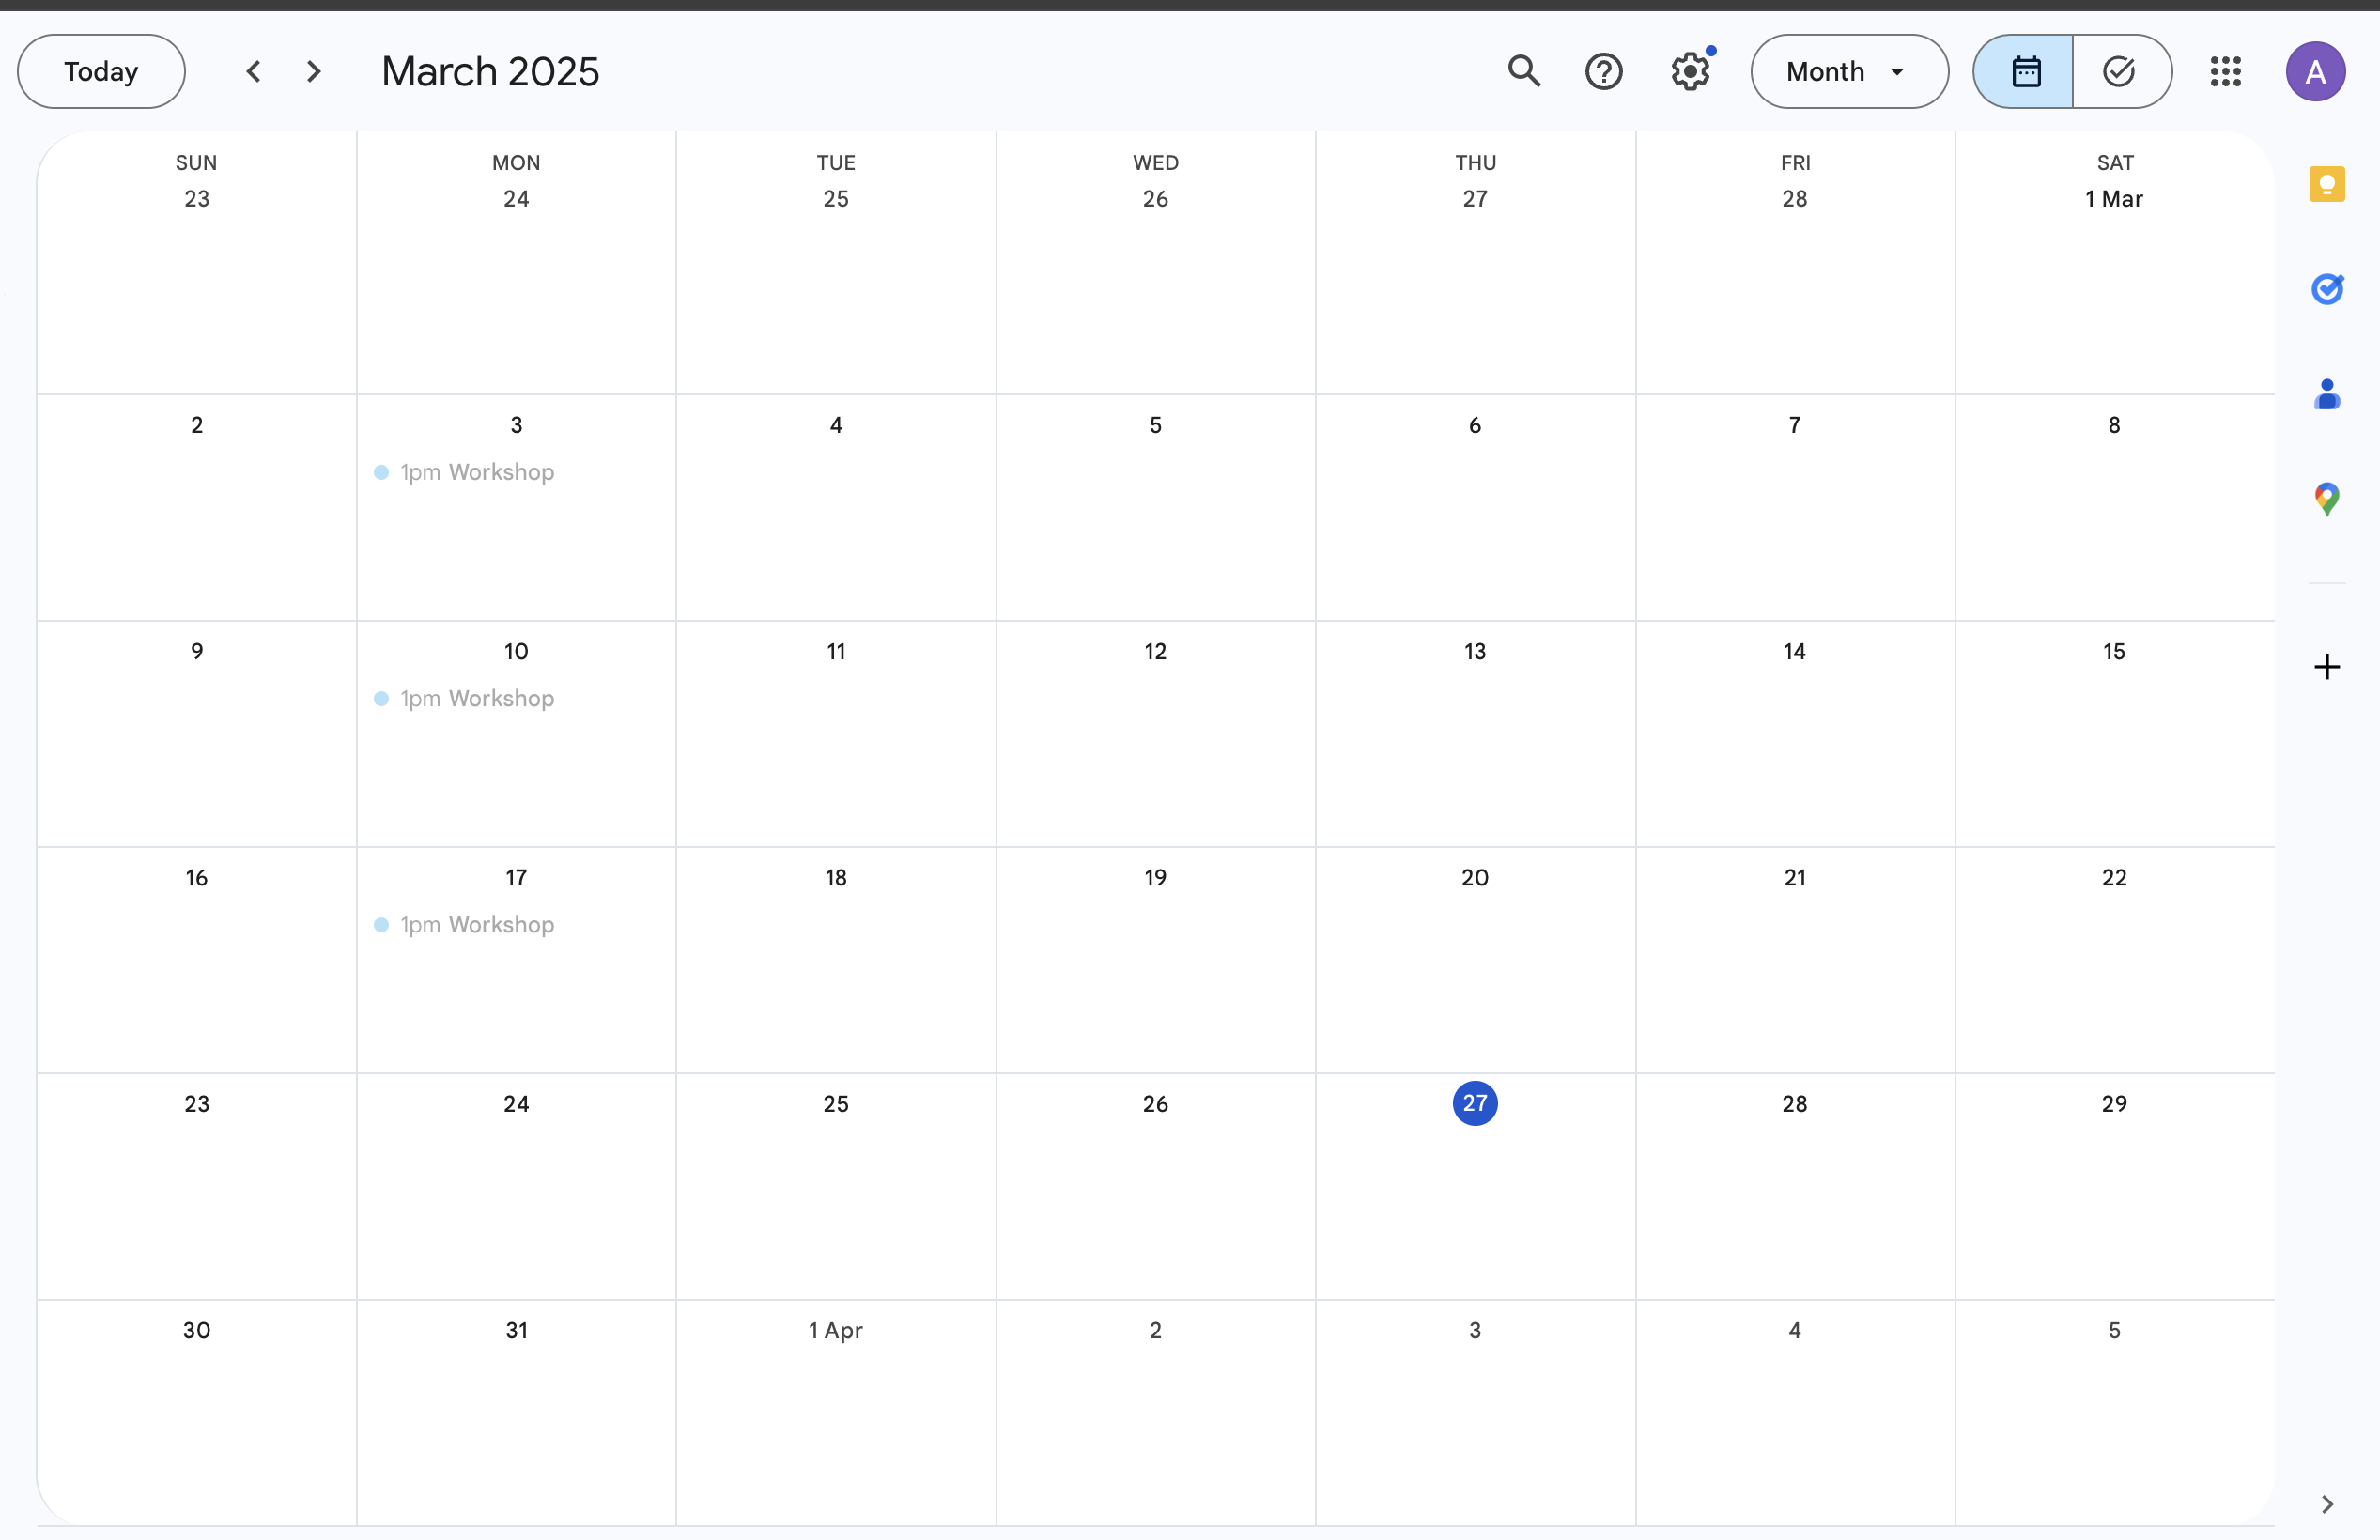 Today
March 2025
Month
A
SUN MON TUE WED THU FRI SAT
23 24 25 26 27 28 1 Mar
2 3 4 5 6 7 8
1pm Workshop
9 10 11 12 13 14 15
1pm Workshop
16 17 18 19 20 21 22
1pm Workshop
23 24 25 26 27 28 29
30 31 1 Apr 2 3 4 5